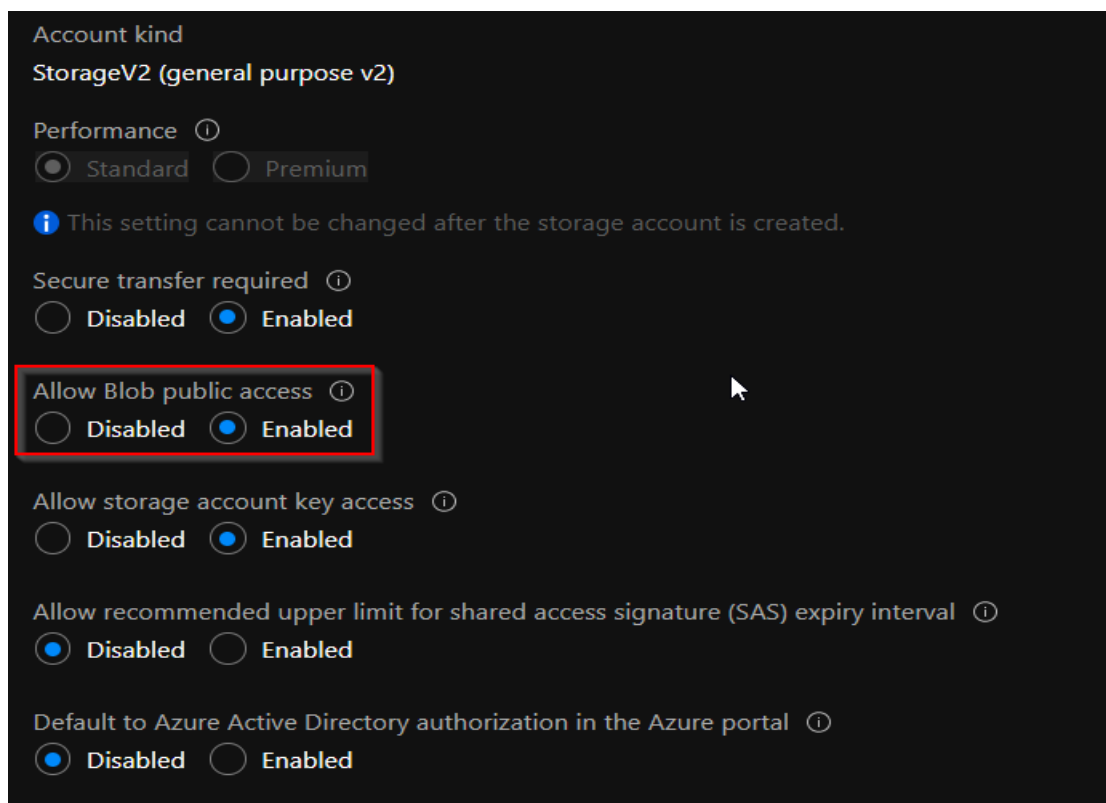 Account kind
StorageV2 (general purpose v2)
Performance
Standard Premium
This setting cannot be changed after the storage account is created.
Secure transfer required
Disabled Enabled
Allow Blob public access
Disabled Enabled
Allow storage account key access
Disabled Enabled
Allow recommended upper limit for shared access signature (SAS) expiry interval
Disabled Enabled
Default to Azure Active Directory authorization in the Azure portal
Disabled Enabled